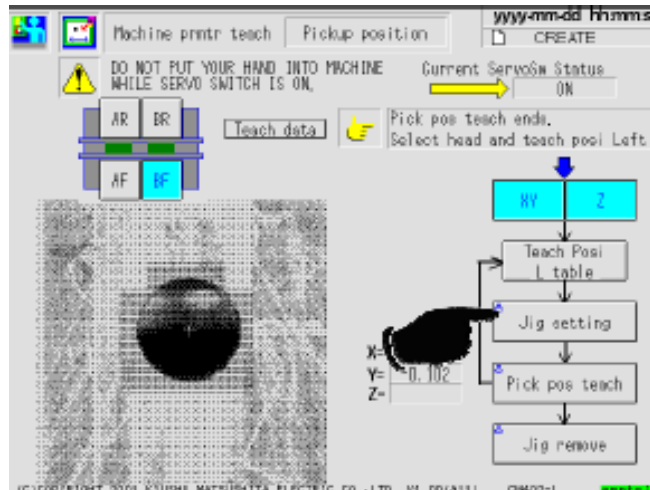 yyyy-mm-dd hh:mm:s
Machine prmtr teach
Pickup position
CREATE
DO NOT PUT YOUR HAND INTO MACHINE
WHILE SERVO SWITCH IS ON,
Current ServoSw Status
ON
AR
BR
Teach data
Pick pos teach ends.
Select head and teach posi Left
AF
BF
XY
Z
Teach Posi
L table
Jig setting
X=
Y=
-0.102
Z=
Pick pos teach
Jig remove